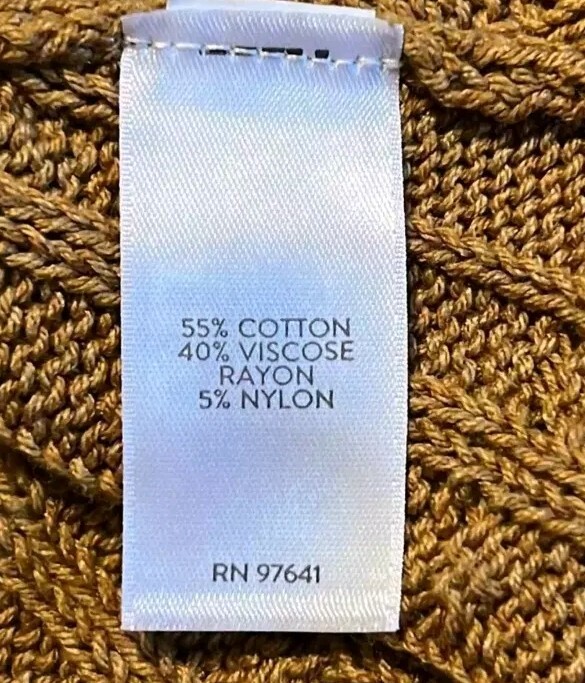 55% COTTON
40% VISCOSE
RAYON
5% NYLON
RN 97641